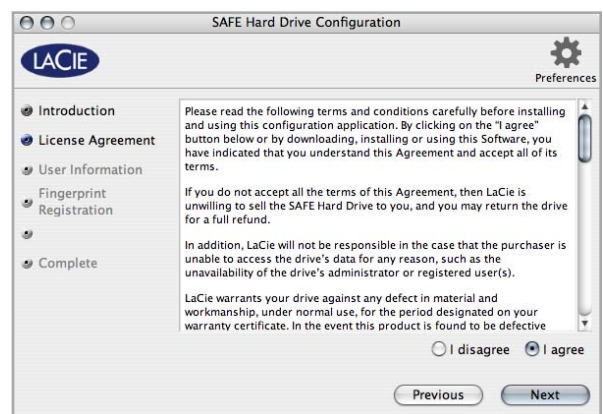 SAFE Hard Drive Configuration
LACIE
Preferences
Introduction
License Agreement
User Information
Fingerprint
Registration
Complete
Please read the following terms and conditions carefully before installing
and using this configuration application. By clicking on the “I agree”
button below or by downloading, installing or using this Software, you
have indicated that you understand this Agreement and accept all of its
terms.
If you do not accept all the terms of this Agreement, then LaCie is
unwilling to sell the SAFE Hard Drive to you, and you may return the drive
for a full refund.
In addition, LaCie will not be responsible in the case that the purchaser is
unable to access the drive’s data for any reason, such as the
unavailability of the drive’s administrator or registered user(s).
LaCie warrants your drive against any defect in material and
workmanship, under normal use, for the period designated on your
warranty certificate. In the event this product is found to be defective
I disagree
I agree
Previous
Next